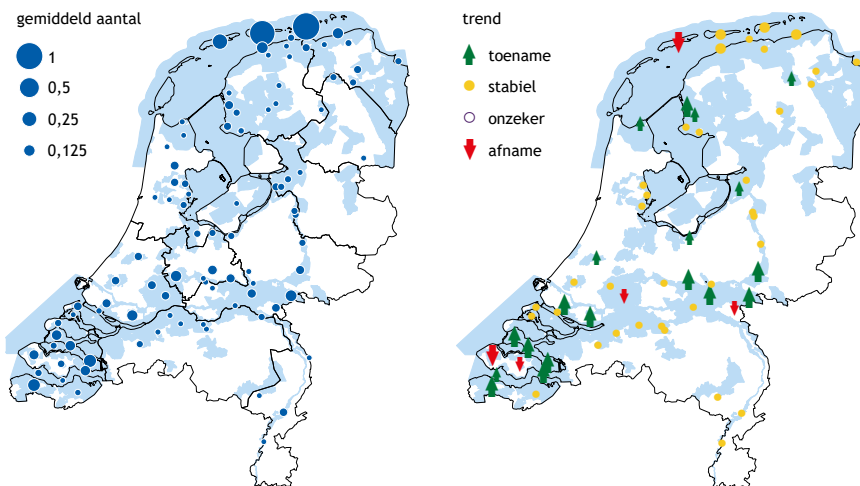 gemiddeld aantal
1
0,5
0,25
0,125
trend
toename
stabiel
onzeker
afname